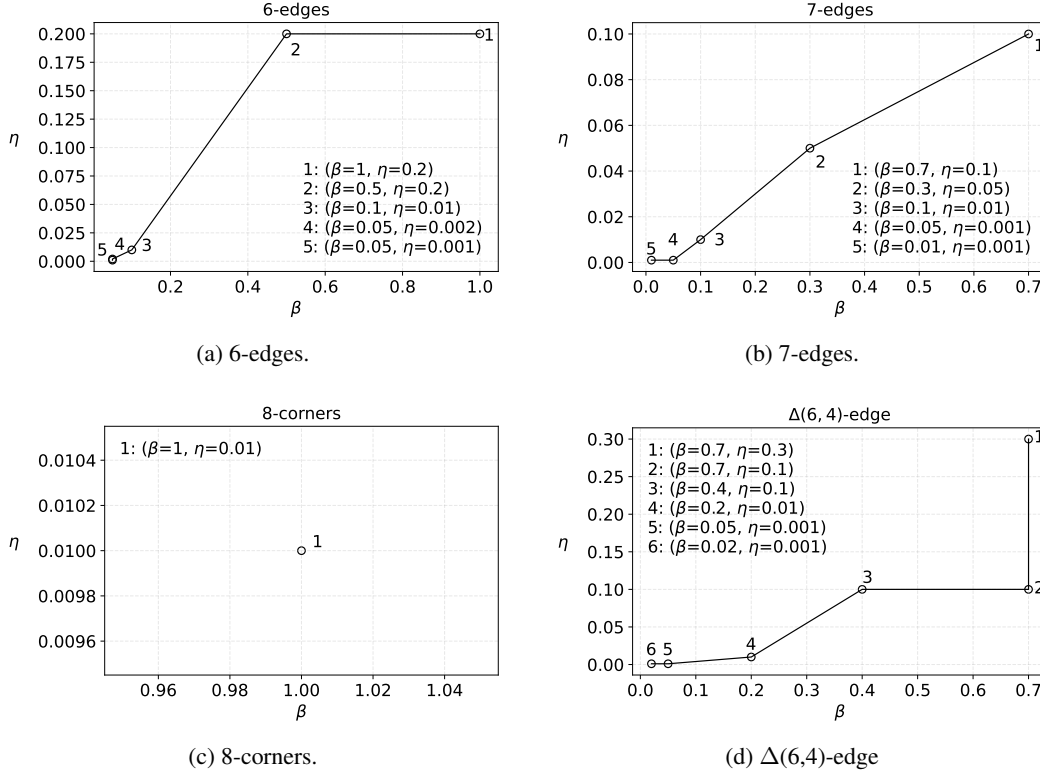 6-edges
0.200
0.175
0.150
0.125
0.100
0.075
0.050
0.025
0.000
η
1
2
3
4
5
1: (β=1, η=0.2)
2: (β=0.5, η=0.2)
3: (β=0.1, η=0.01)
4: (β=0.05, η=0.002)
5: (β=0.05, η=0.001)
0.2 0.4 0.6 0.8 1.0
β
(a) 6-edges.
7-edges
0.10
0.08
0.06
0.04
0.02
0.00
η
1
2
3
4
5
1: (β=0.7, η=0.1)
2: (β=0.3, η=0.05)
3: (β=0.1, η=0.01)
4: (β=0.05, η=0.001)
5: (β=0.01, η=0.001)
0.0 0.1 0.2 0.3 0.4 0.5 0.6 0.7
β
(b) 7-edges.
8-corners
1: (β=1, η=0.01)
0.0104
0.0102
0.0100
0.0098
0.0096
η
1
0.96 0.98 1.00 1.02 1.04
β
(c) 8-corners.
Δ(6, 4)-edge
0.30
0.25
0.20
0.15
0.10
0.05
0.00
η
1: (β=0.7, η=0.3)
2: (β=0.7, η=0.1)
3: (β=0.4, η=0.1)
4: (β=0.2, η=0.01)
5: (β=0.05, η=0.001)
6: (β=0.02, η=0.001)
1
2
3
4
6 5
0.0 0.1 0.2 0.3 0.4 0.5 0.6 0.7
β
(d) Δ(6,4)-edge